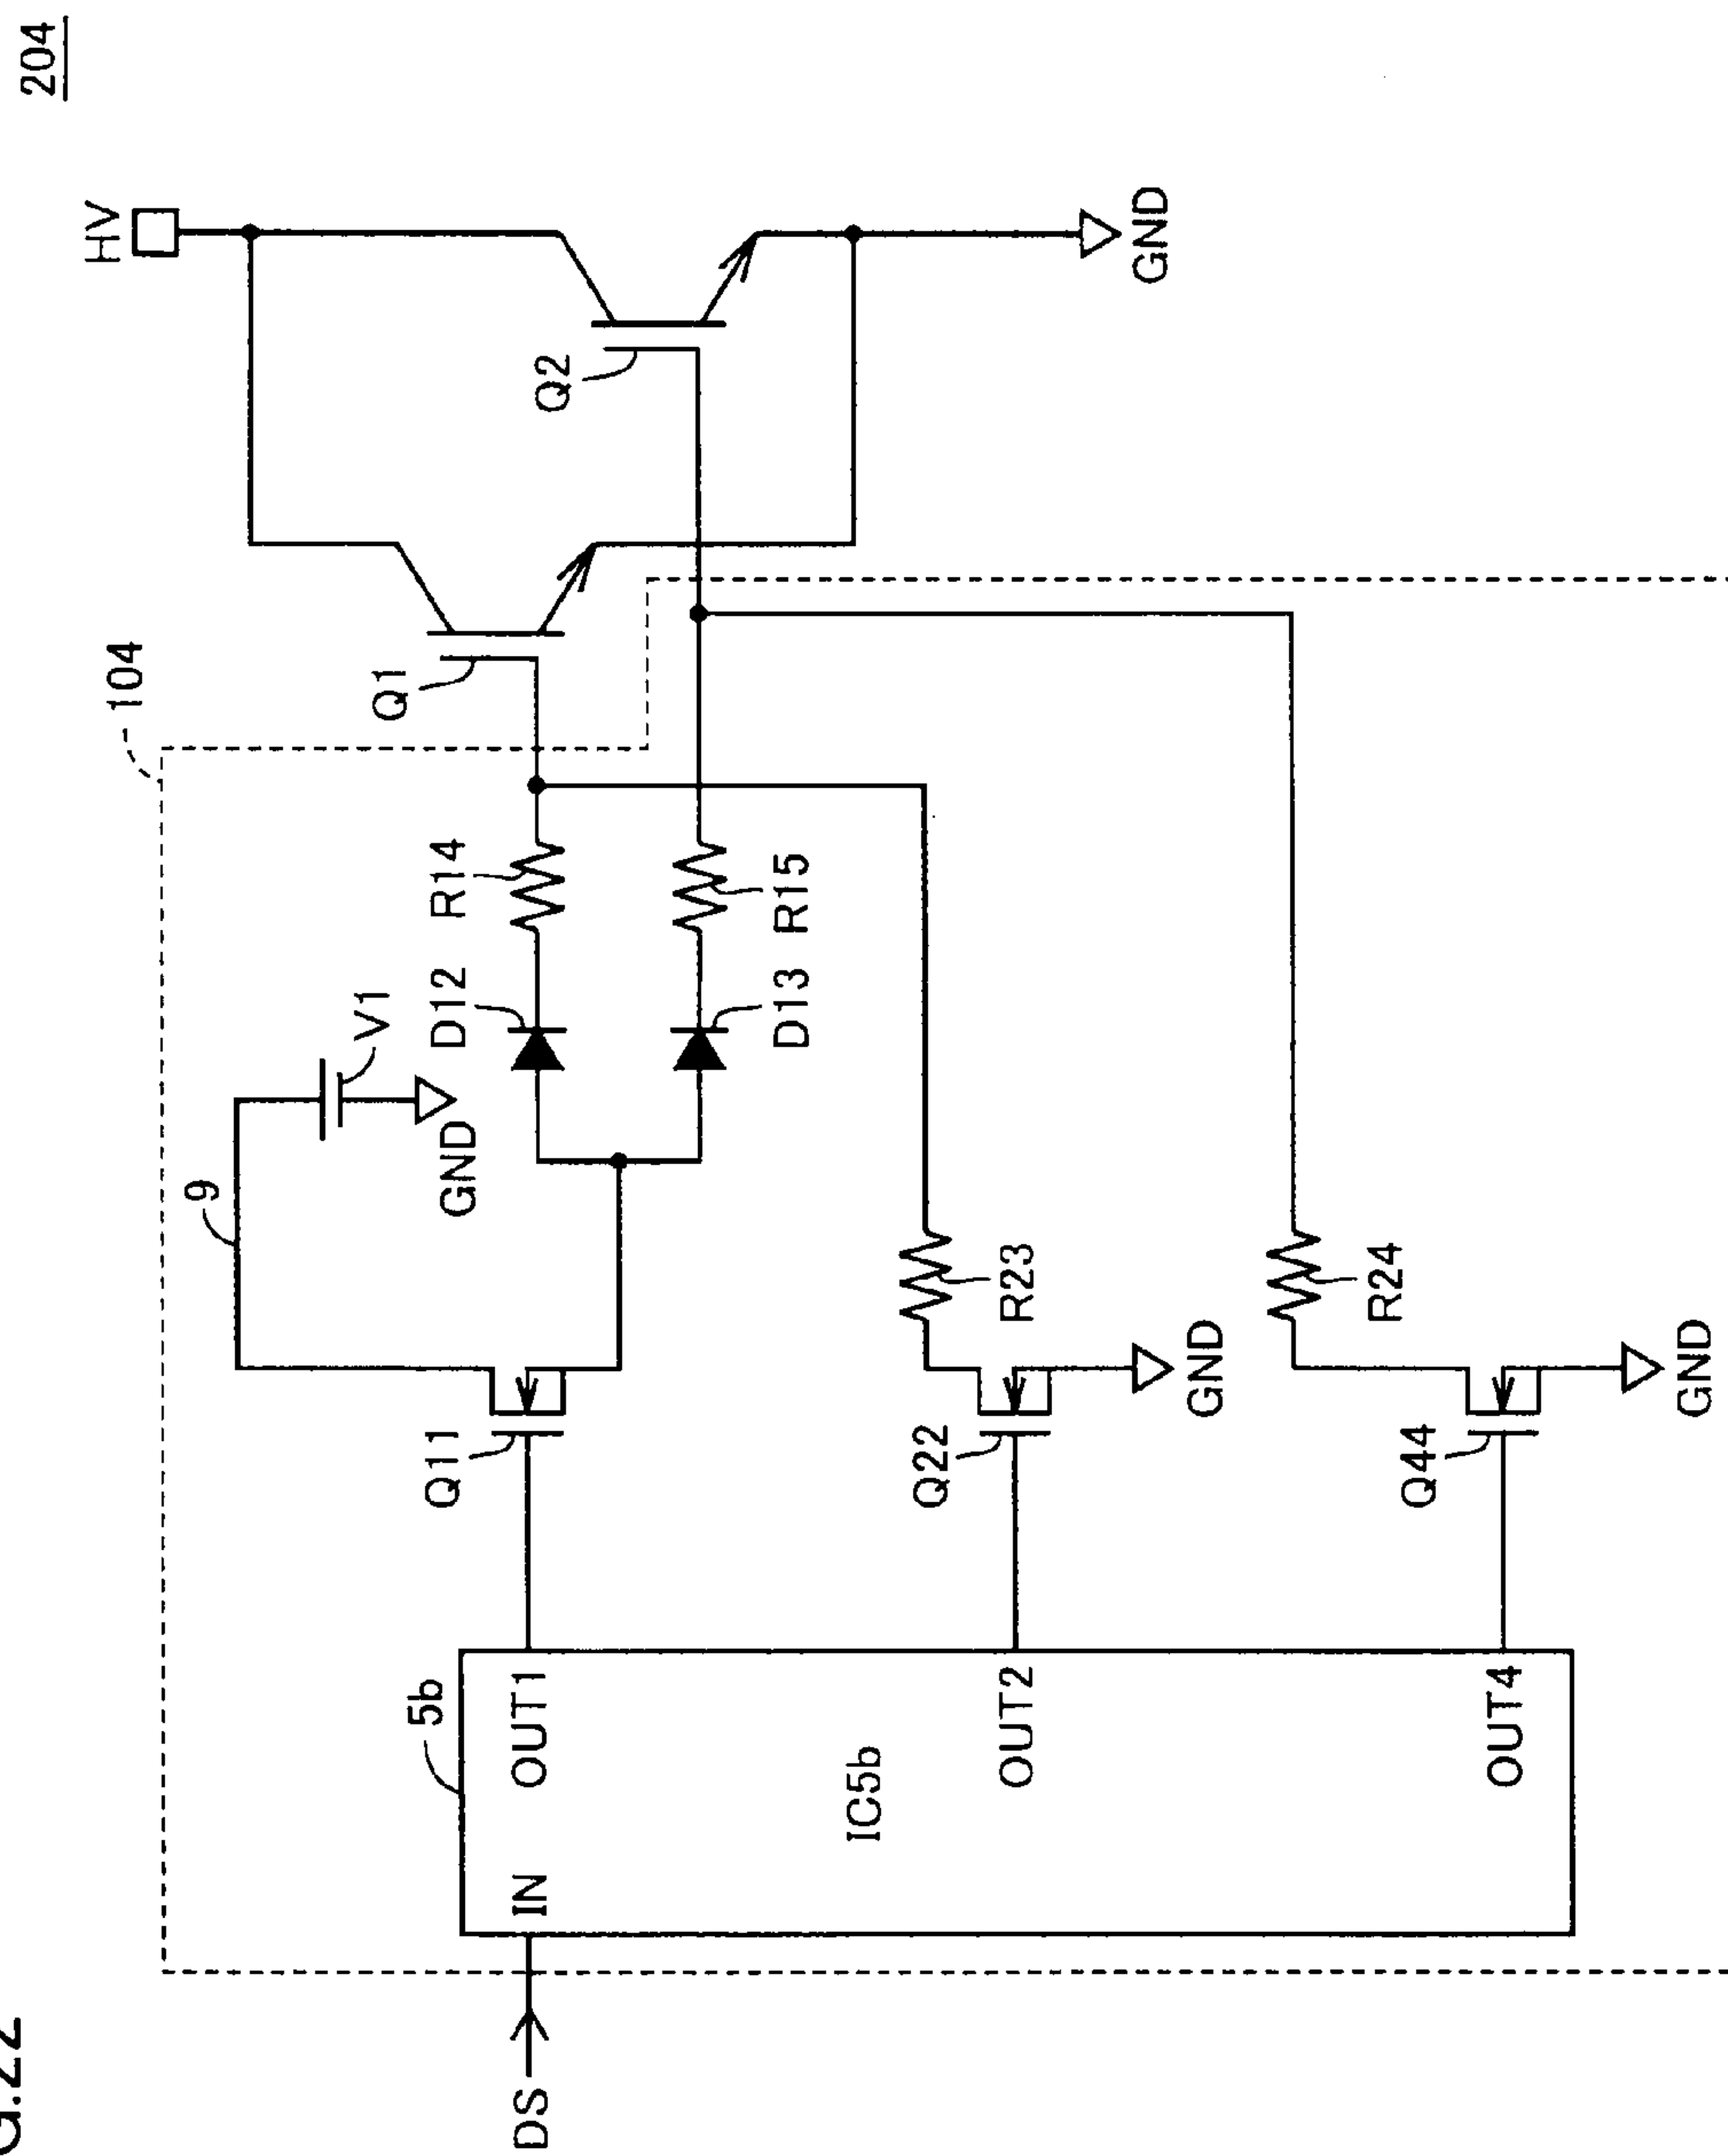 204
HV
104
9
V1
Q1
Q2
GND
D12
R14
GND
Q11
D13
R15
5b
DS
IN
OUT1
IC5b
OUT2
Q22
R23
GND
OUT4
Q44
R24
GND